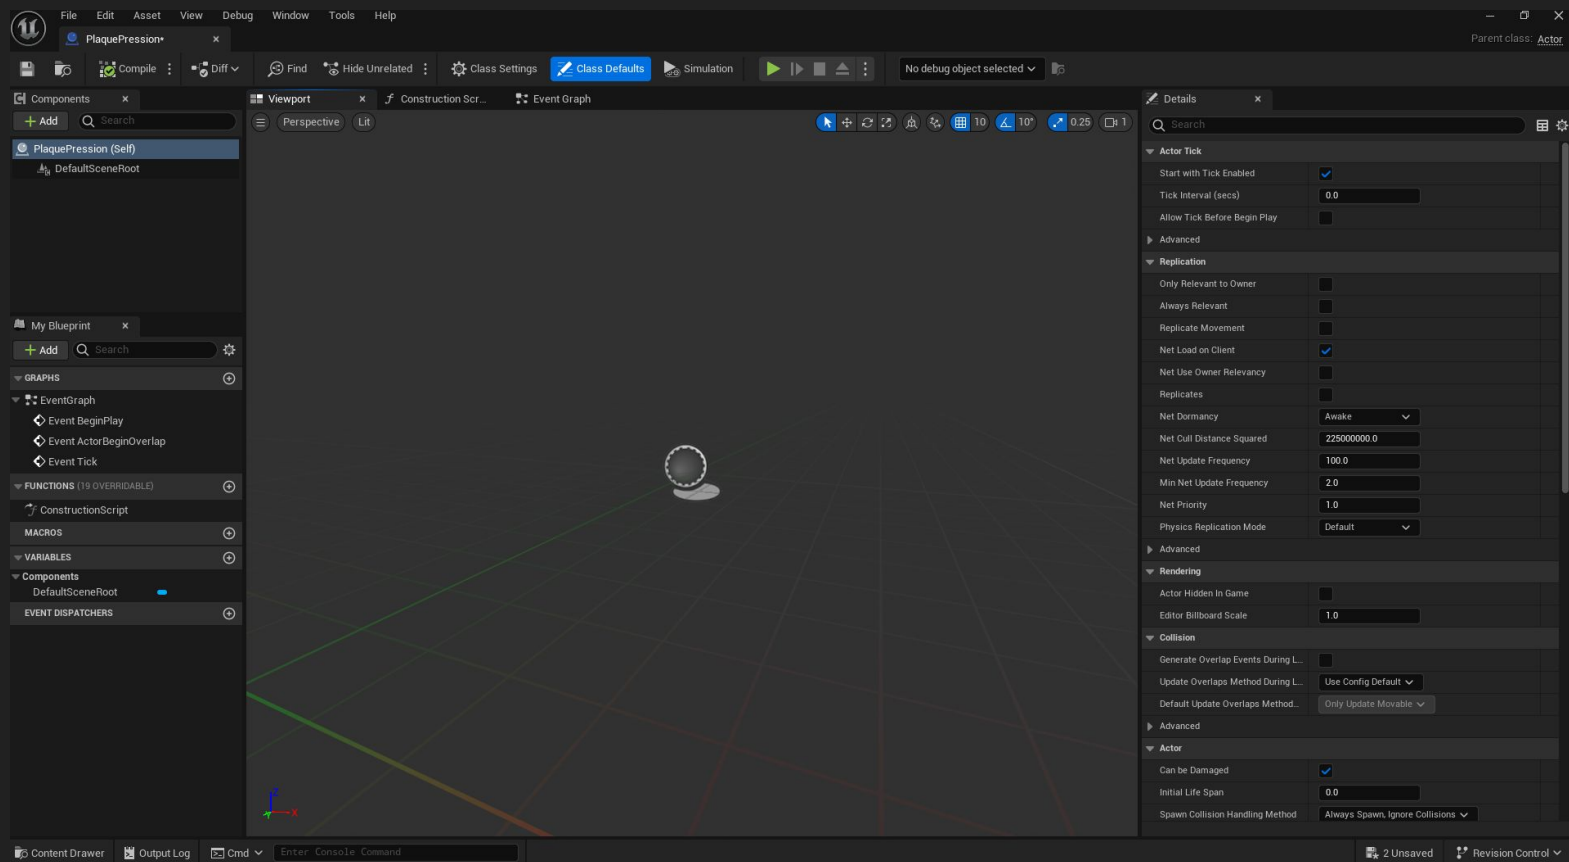 File Edit Asset View Debug Window Tools Help
PlaquePression•
Parent class: Actor
Compile Diff Find Hide Unrelated Class Settings Class Defaults Simulation No debug object selected
Components
Add Search
PlaquePression (Self)
DefaultSceneRoot
My Blueprint
Add Search
GRAPHS
EventGraph
Event BeginPlay
Event ActorBeginOverlap
Event Tick
FUNCTIONS (19 OVERRIDABLE)
ConstructionScript
MACROS
VARIABLES
Components
DefaultSceneRoot
EVENT DISPATCHERS
Viewport Construction Scr... Event Graph
Perspective Lit 10 10° 0.25 1
Z
X
Details
Search
Actor Tick
Start with Tick Enabled
Tick Interval (secs) 0.0
Allow Tick Before Begin Play
Advanced
Replication
Only Relevant to Owner
Always Relevant
Replicate Movement
Net Load on Client
Net Use Owner Relevancy
Replicates
Net Dormancy Awake
Net Cull Distance Squared 225000000.0
Net Update Frequency 100.0
Min Net Update Frequency 2.0
Net Priority 1.0
Physics Replication Mode Default
Advanced
Rendering
Actor Hidden In Game
Editor Billboard Scale 1.0
Collision
Generate Overlap Events During L...
Update Overlaps Method During L... Use Config Default
Default Update Overlaps Method... Only Update Movable
Advanced
Actor
Can be Damaged
Initial Life Span 0.0
Spawn Collision Handling Method Always Spawn, Ignore Collisions
Content Drawer Output Log Cmd Enter Console Command 2 Unsaved Revision Control